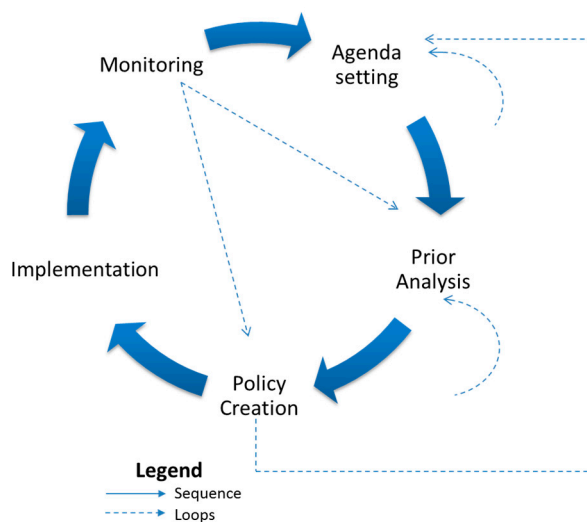 Monitoring
Agenda
setting
Implementation
Prior
Analysis
Policy
Creation
Legend
Sequence
Loops